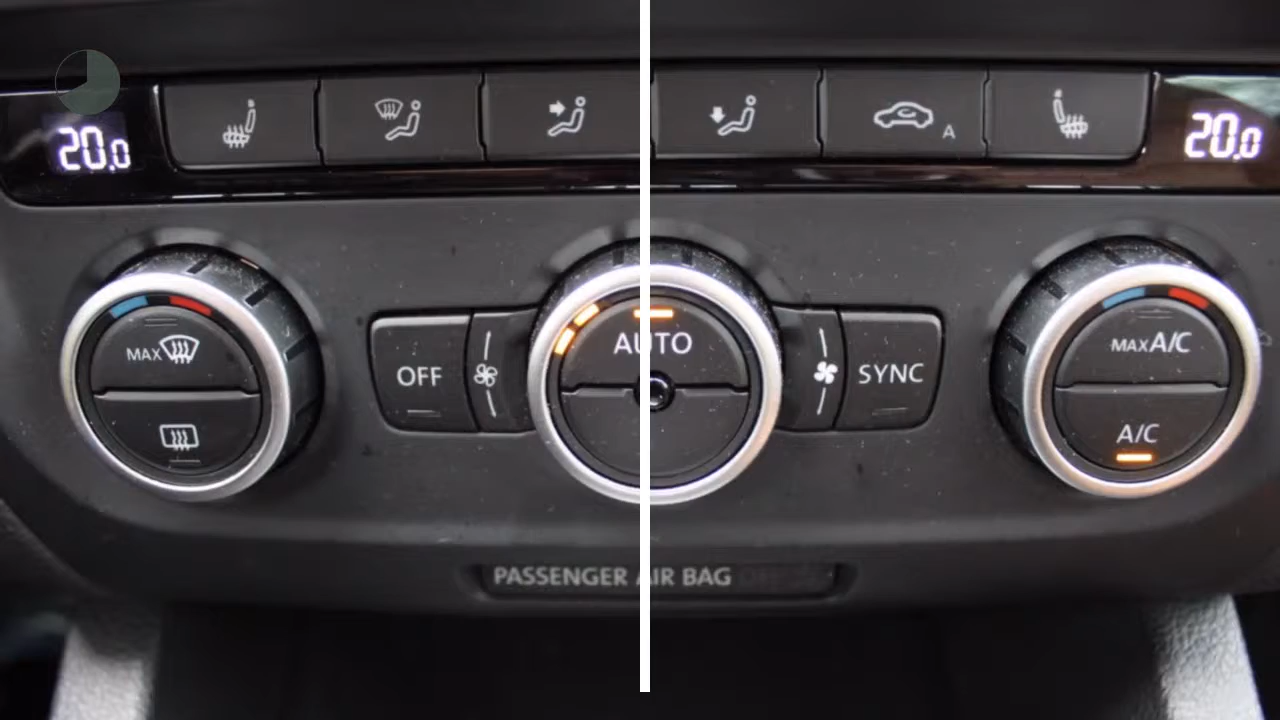 20.0
A
20.0
MAX
OFF
AUTO
SYNC
MAX A/C
A/C
PASSENGER AIR BAG